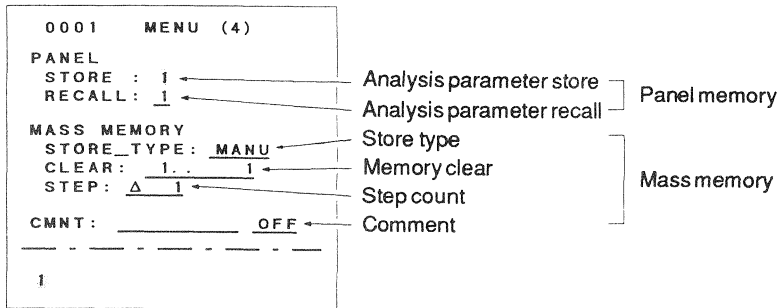 0001 MENU (4)
PANEL
STORE : 1
RECALL: 1
MASS MEMORY
STORE_TYPE: MANU
CLEAR: 1.. 1
STEP: Δ 1
CMNT: OFF
1
Analysis parameter store
Analysis parameter recall
Panel memory
Store type
Memory clear
Step count
Comment
Mass memory